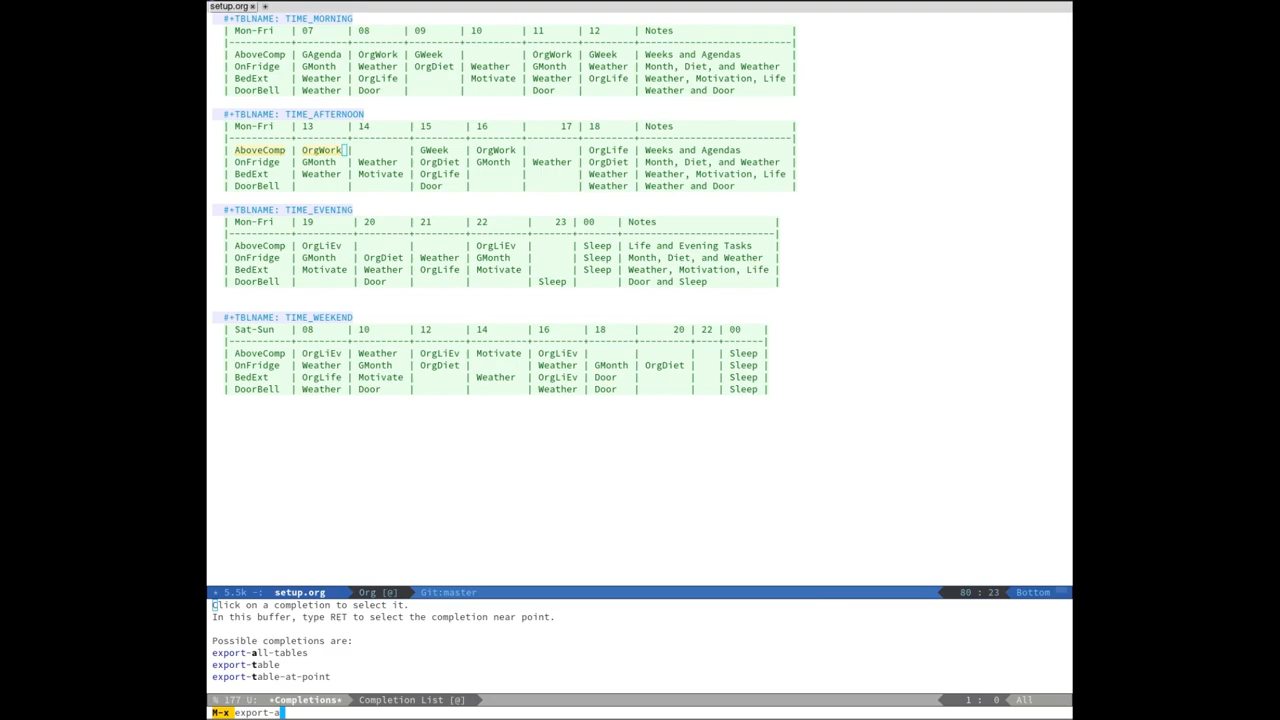 setup.org
#+TBLNAME: TIME_MORNING
| Mon-Fri | 07 | 08 | 09 | 10 | 11 | 12 | Notes |
|---------+---------+---------+---------+----------+---------+---------+---------------------------|
| AboveComp | GAgenda | OrgWork | GWeek | | OrgWork | GWeek | Weeks and Agendas |
| OnFridge | GMonth | Weather | OrgDiet | Weather | GMonth | Weather | Month, Diet, and Weather |
| BedExt | Weather | OrgLife | | Motivate | Weather | OrgLife | Weather, Motivation, Life |
| DoorBell | Weather | Door | | | Door | | Weather and Door |
#+TBLNAME: TIME_AFTERNOON
| Mon-Fri | 13 | 14 | 15 | 16 | 17 | 18 | Notes |
|---------+---------+----------+---------+---------+---------+---------+---------------------------|
| AboveComp | OrgWork | | GWeek | OrgWork | | OrgLife | Weeks and Agendas |
| OnFridge | GMonth | Weather | OrgDiet | GMonth | Weather | OrgDiet | Month, Diet, and Weather |
| BedExt | Weather | Motivate | OrgLife | | | Weather | Weather, Motivation, Life |
| DoorBell | | | Door | | | Weather | Weather and Door |
#+TBLNAME: TIME_EVENING
| Mon-Fri | 19 | 20 | 21 | 22 | 23 | 00 | Notes |
|---------+----------+---------+---------+----------+-------+-------+---------------------------|
| AboveComp | OrgLiEv | | | OrgLiEv | | Sleep | Life and Evening Tasks |
| OnFridge | GMonth | OrgDiet | Weather | GMonth | | Sleep | Month, Diet, and Weather |
| BedExt | Motivate | Weather | OrgLife | Motivate | | Sleep | Weather, Motivation, Life |
| DoorBell | | Door | | | Sleep | | Door and Sleep |
#+TBLNAME: TIME_WEEKEND
| Sat-Sun | 08 | 10 | 12 | 14 | 16 | 18 | 20 | 22 | 00 |
|---------+---------+----------+---------+----------+---------+--------+---------+----+-------|
| AboveComp | OrgLiEv | Weather | OrgLiEv | Motivate | OrgLiEv | | | | Sleep |
| OnFridge | Weather | GMonth | OrgDiet | | Weather | GMonth | OrgDiet | | Sleep |
| BedExt | OrgLife | Motivate | | Weather | OrgLiEv | Door | | | Sleep |
| DoorBell | Weather | Door | | | Weather | Door | | | Sleep |
* 5.5k -: setup.org Org [@] Git:master 80 : 23 Bottom
Click on a completion to select it.
In this buffer, type RET to select the completion near point.
Possible completions are:
export-all-tables
export-table
export-table-at-point
% 177 U: *Completions* Completion List [@] 1 : 0 All
M-x export-a